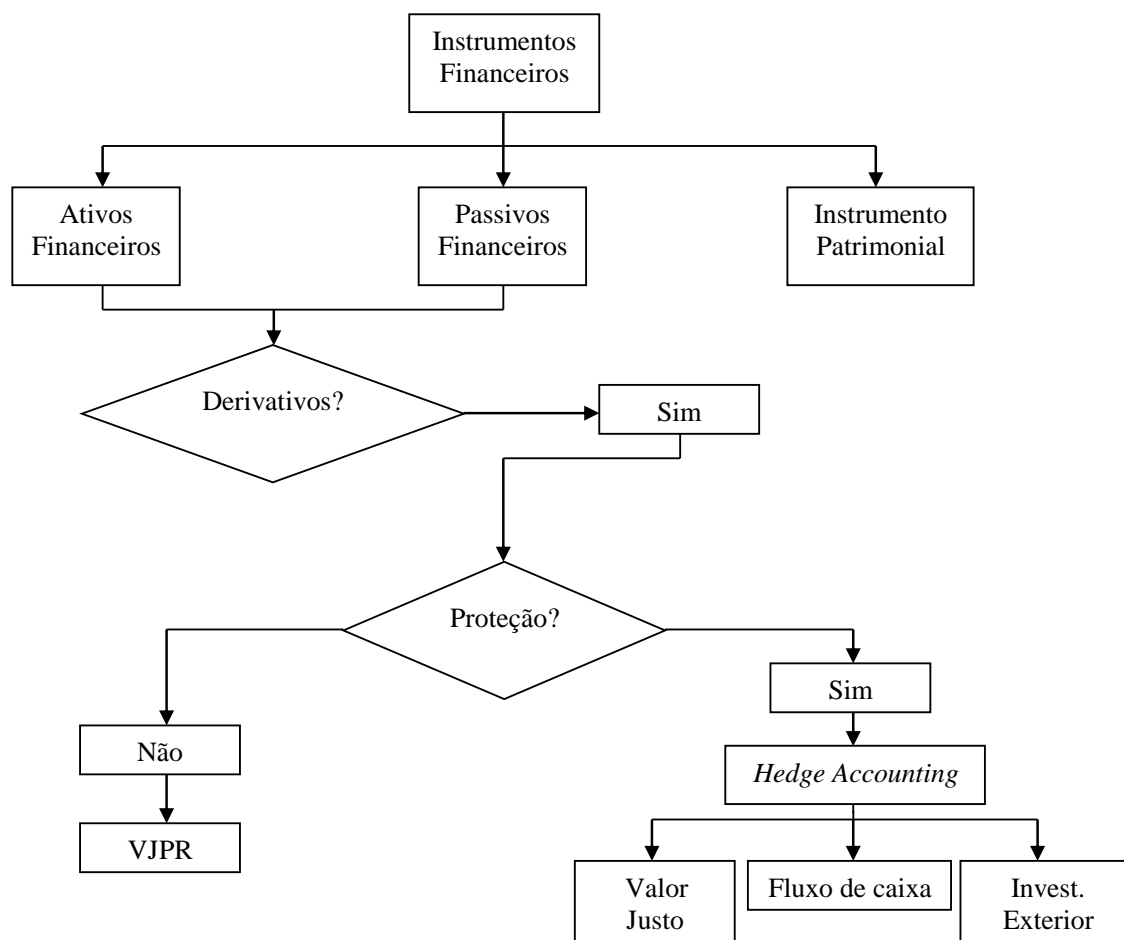 Instrumentos
Financeiros
Ativos
Financeiros
Passivos
Financeiros
Instrumento
Patrimonial
Derivativos?
Sim
Proteção?
Sim
Não
Hedge Accounting
VJPR
Valor
Justo
Fluxo de caixa
Invest.
Exterior